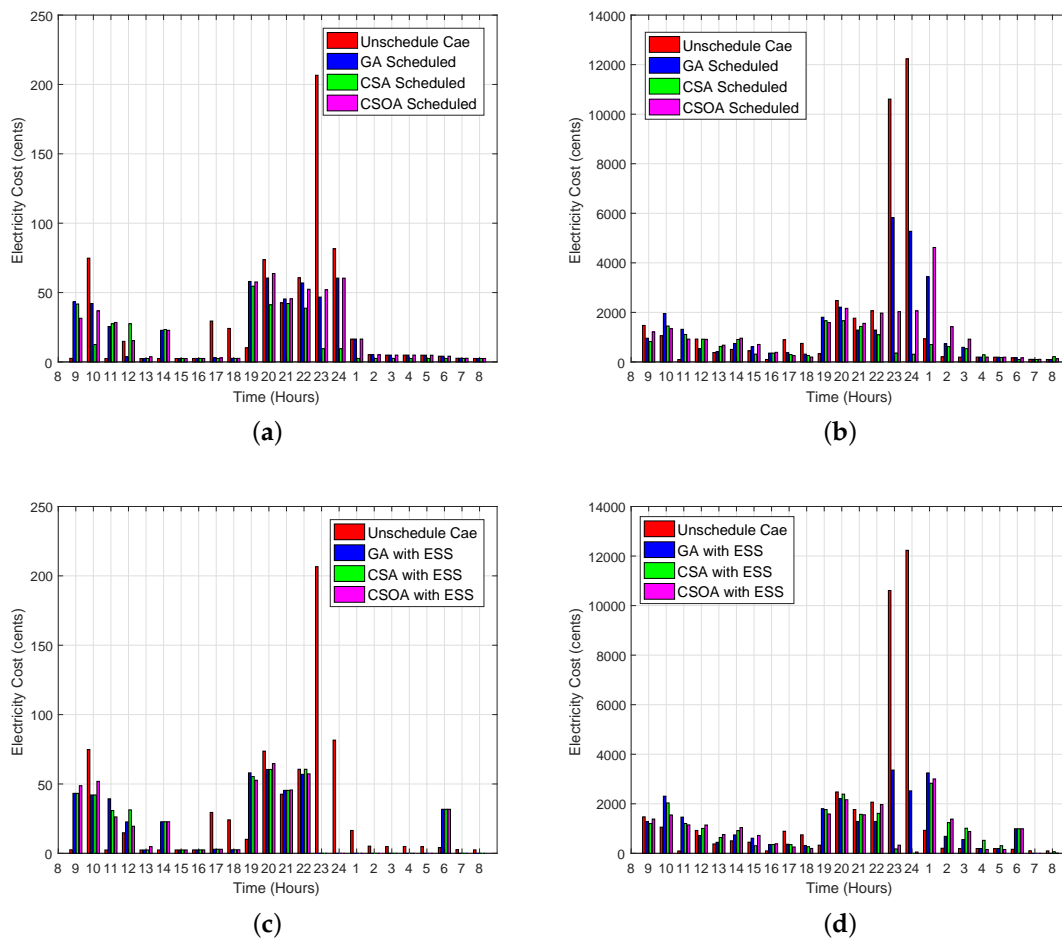 250
200
150
100
50
0
Electricity Cost (cents)
Unschedule Cae
GA Scheduled
CSA Scheduled
CSOA Scheduled
8 9 10 11 12 13 14 15 16 17 18 19 20 21 22 23 24 1 2 3 4 5 6 7 8
Time (Hours)
(a)
14000
12000
10000
8000
6000
4000
2000
0
Electricity Cost (cents)
Unschedule Cae
GA Scheduled
CSA Scheduled
CSOA Scheduled
8 9 10 11 12 13 14 15 16 17 18 19 20 21 22 23 24 1 2 3 4 5 6 7 8
Time (Hours)
(b)
250
200
150
100
50
0
Electricity Cost (cents)
Unschedule Cae
GA with ESS
CSA with ESS
CSOA with ESS
8 9 10 11 12 13 14 15 16 17 18 19 20 21 22 23 24 1 2 3 4 5 6 7 8
Time (Hours)
(c)
14000
12000
10000
8000
6000
4000
2000
0
Electricity Cost (cents)
Unschedule Cae
GA with ESS
CSA with ESS
CSOA with ESS
8 9 10 11 12 13 14 15 16 17 18 19 20 21 22 23 24 1 2 3 4 5 6 7 8
Time (Hours)
(d)